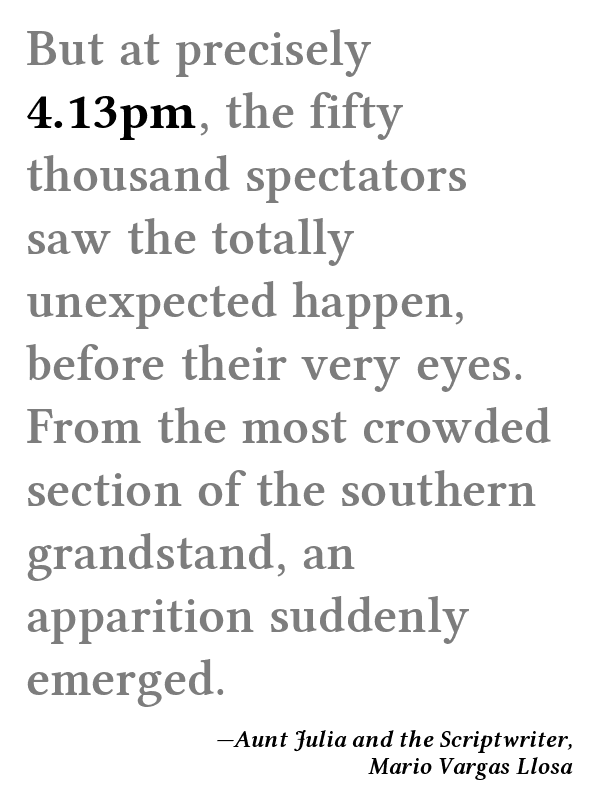 But at precisely
4.13pm, the fifty
thousand spectators
saw the totally
unexpected happen,
before their very eyes.
From the most crowded
section of the southern
grandstand, an
apparition suddenly
emerged.
—Aunt Julia and the Scriptwriter,
Mario Vargas Llosa